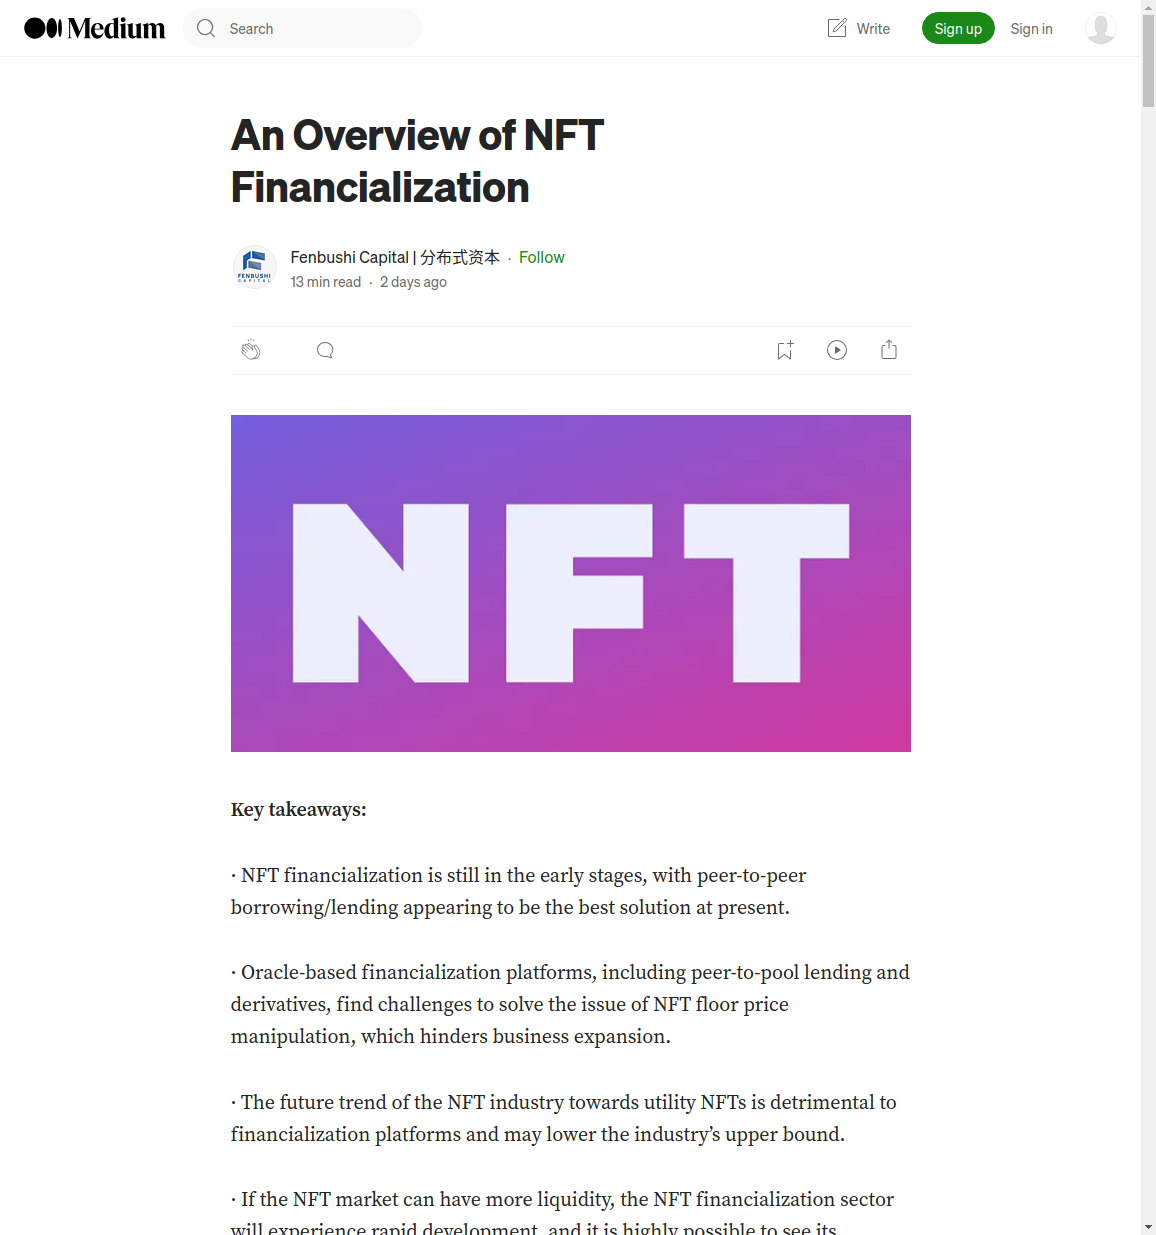 Medium
Search
Write
Sign up
Sign in
An Overview of NFT
Financialization
FENBUSHI
CAPITAL
Fenbushi Capital | 分布式资本 · Follow
13 min read · 2 days ago
NFT
Key takeaways:
· NFT financialization is still in the early stages, with peer-to-peer
borrowing/lending appearing to be the best solution at present.
· Oracle-based financialization platforms, including peer-to-pool lending and
derivatives, find challenges to solve the issue of NFT floor price
manipulation, which hinders business expansion.
· The future trend of the NFT industry towards utility NFTs is detrimental to
financialization platforms and may lower the industry’s upper bound.
· If the NFT market can have more liquidity, the NFT financialization sector
will experience rapid development, and it is highly possible to see its